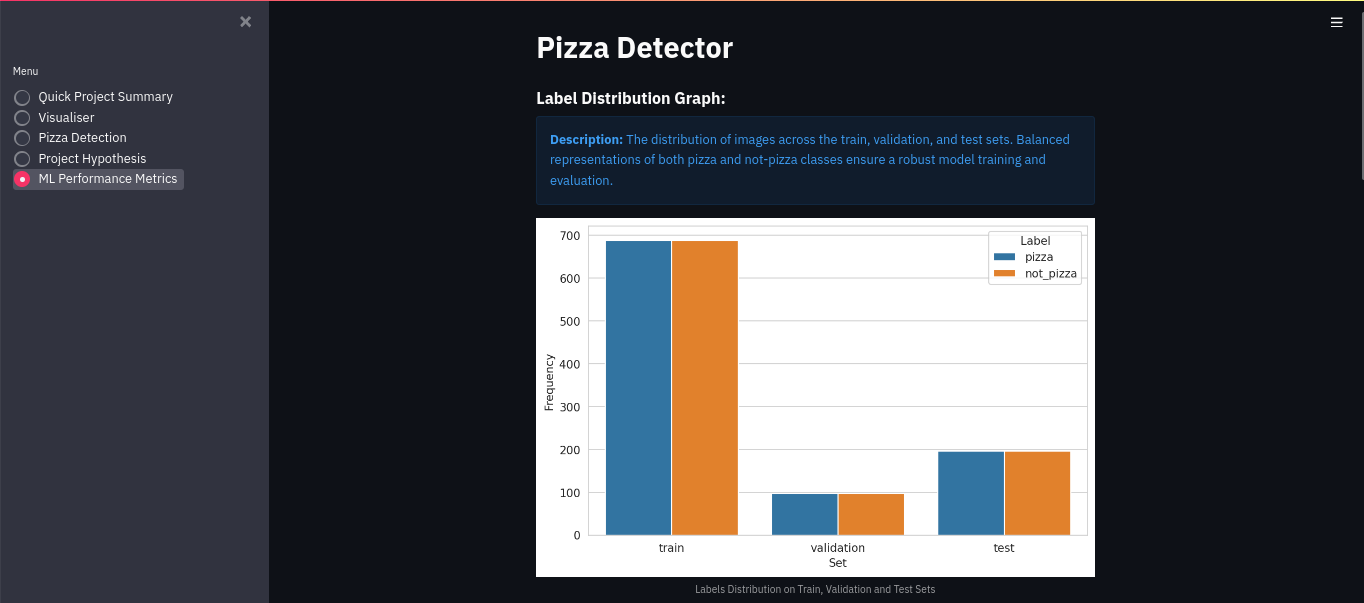 ×
Menu
Quick Project Summary
Visualiser
Pizza Detection
Project Hypothesis
ML Performance Metrics
Pizza Detector
Label Distribution Graph:
Description: The distribution of images across the train, validation, and test sets. Balanced
representations of both pizza and not-pizza classes ensure a robust model training and
evaluation.
Label
pizza
not_pizza
Frequency
700
600
500
400
300
200
100
0
train validation test
Set
Labels Distribution on Train, Validation and Test Sets